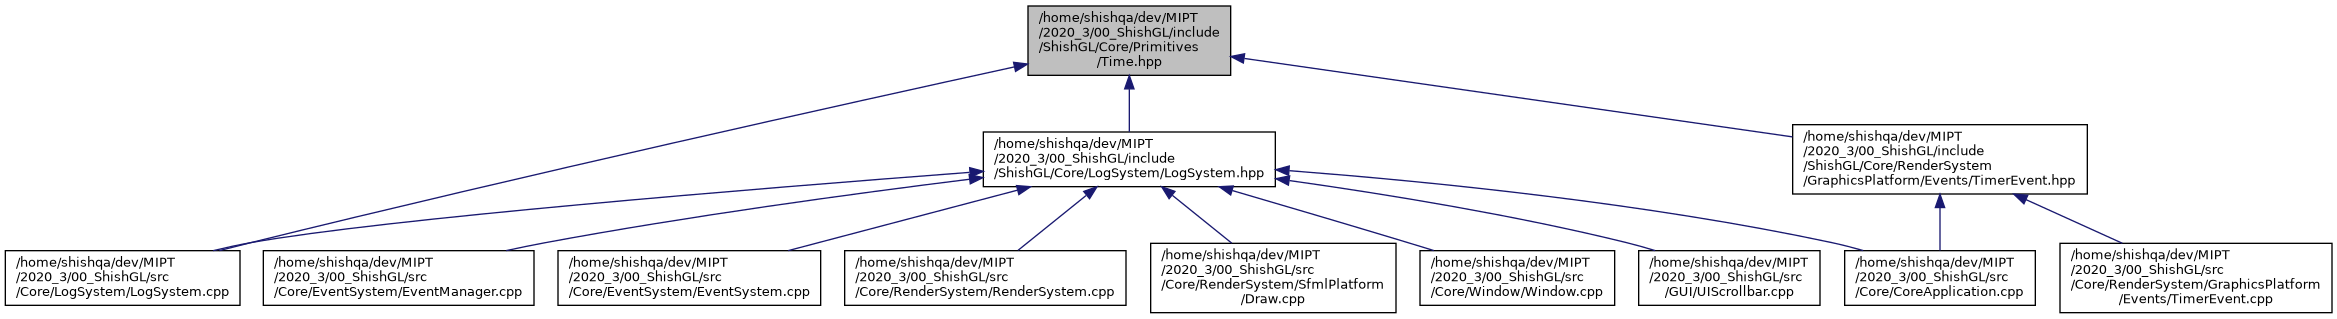 /home/shishqa/dev/MIPT
/2020_3/00_ShishGL/include
/ShishGL/Core/Primitives
/Time.hpp
/home/shishqa/dev/MIPT
/2020_3/00_ShishGL/include
/ShishGL/Core/LogSystem/LogSystem.hpp
/home/shishqa/dev/MIPT
/2020_3/00_ShishGL/include
/ShishGL/Core/RenderSystem
/GraphicsPlatform/Events/TimerEvent.hpp
/home/shishqa/dev/MIPT
/2020_3/00_ShishGL/src
/Core/LogSystem/LogSystem.cpp
/home/shishqa/dev/MIPT
/2020_3/00_ShishGL/src
/Core/EventSystem/EventManager.cpp
/home/shishqa/dev/MIPT
/2020_3/00_ShishGL/src
/Core/EventSystem/EventSystem.cpp
/home/shishqa/dev/MIPT
/2020_3/00_ShishGL/src
/Core/RenderSystem/RenderSystem.cpp
/home/shishqa/dev/MIPT
/2020_3/00_ShishGL/src
/Core/RenderSystem/SfmlPlatform
/Draw.cpp
/home/shishqa/dev/MIPT
/2020_3/00_ShishGL/src
/Core/Window/Window.cpp
/home/shishqa/dev/MIPT
/2020_3/00_ShishGL/src
/GUI/UIScrollbar.cpp
/home/shishqa/dev/MIPT
/2020_3/00_ShishGL/src
/Core/CoreApplication.cpp
/home/shishqa/dev/MIPT
/2020_3/00_ShishGL/src
/Core/RenderSystem/GraphicsPlatform
/Events/TimerEvent.cpp